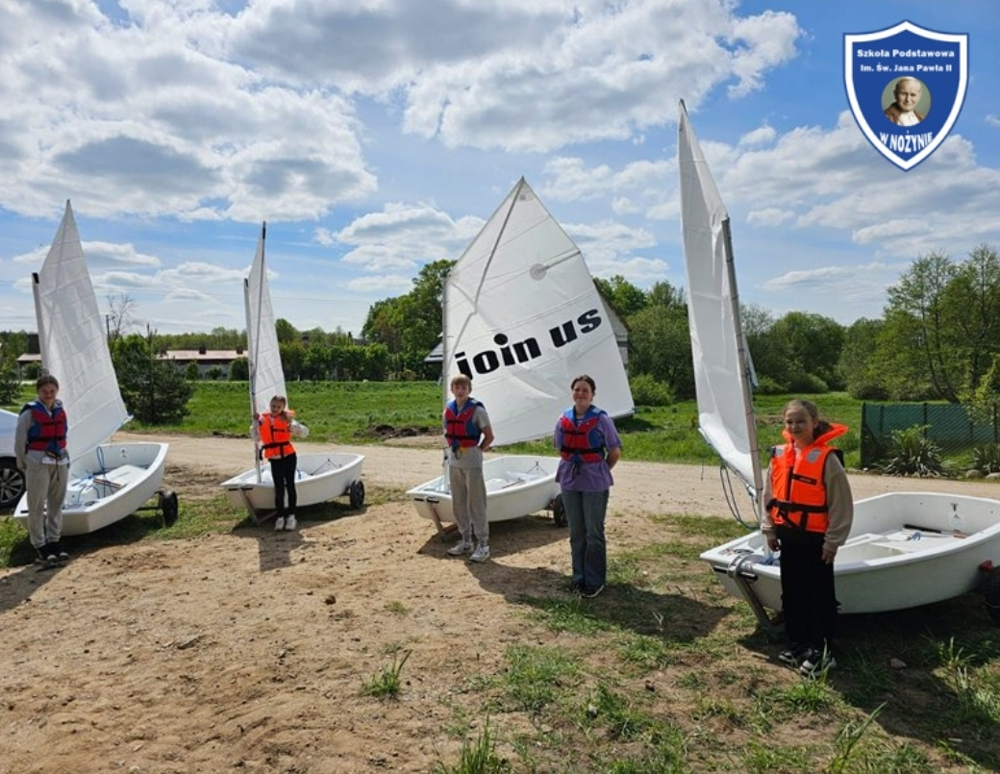 Szkoła Podstawowa
Im. Św. Jana Pawła II
W NOŻYNIE
join us